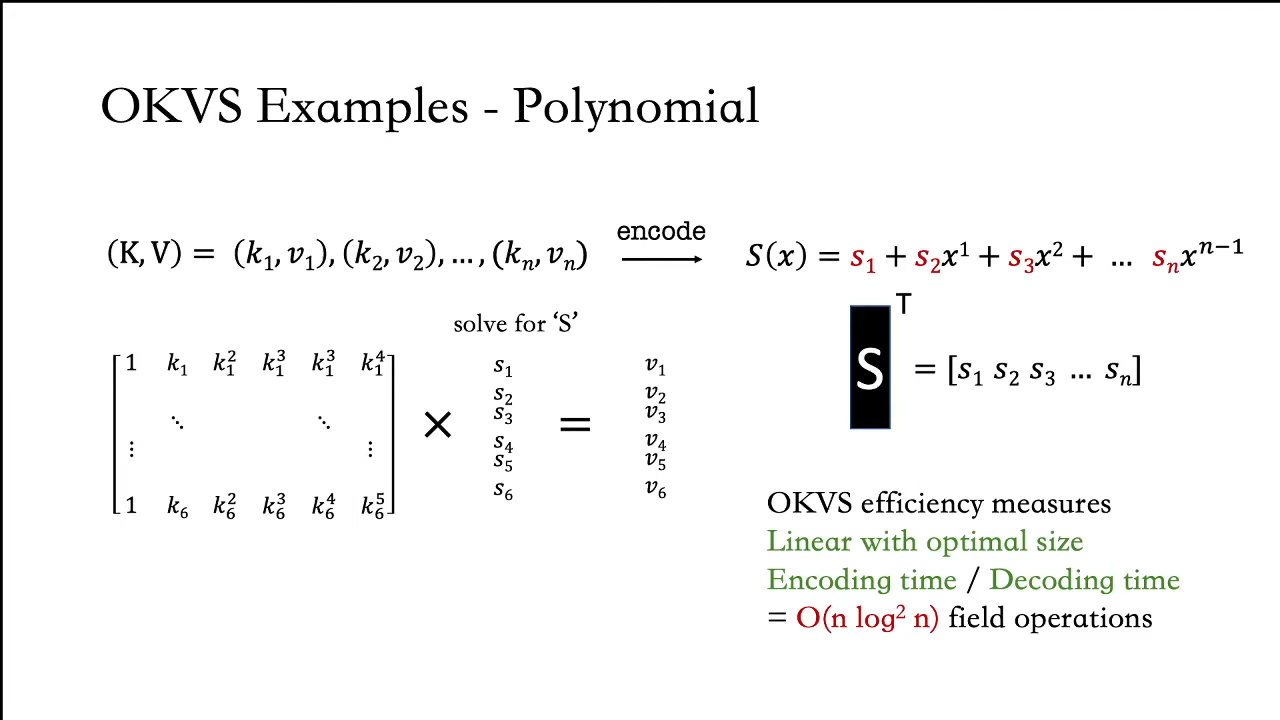 OKVS Examples - Polynomial
(K, V) = (k₁, v₁), (k₂, v₂), … , (kₙ, vₙ) encode S(x) = s₁ + s₂x¹ + s₃x² + … sₙxⁿ⁻¹
solve for ‘S’
[1 k₁ k₁² k₁³ k₁³ k₁⁴]
⋱ ⋱
⋮ ⋮
[1 k₆ k₆² k₆³ k₆⁴ k₆⁵]
×
s₁
s₂
s₃
s₄
s₅
s₆
=
v₁
v₂
v₃
v₄
v₅
v₆
S T = [s₁ s₂ s₃ … sₙ]
OKVS efficiency measures
Linear with optimal size
Encoding time / Decoding time
= O(n log² n) field operations